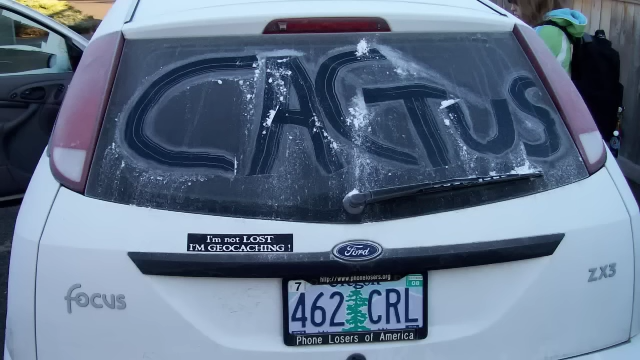 CACTUS
I'm not LOST
I'M GEOCACHING !
Ford
focus
ZX3
http://www.phonelosers.org
7
Oregon
08
462 CRL
Phone Losers of America